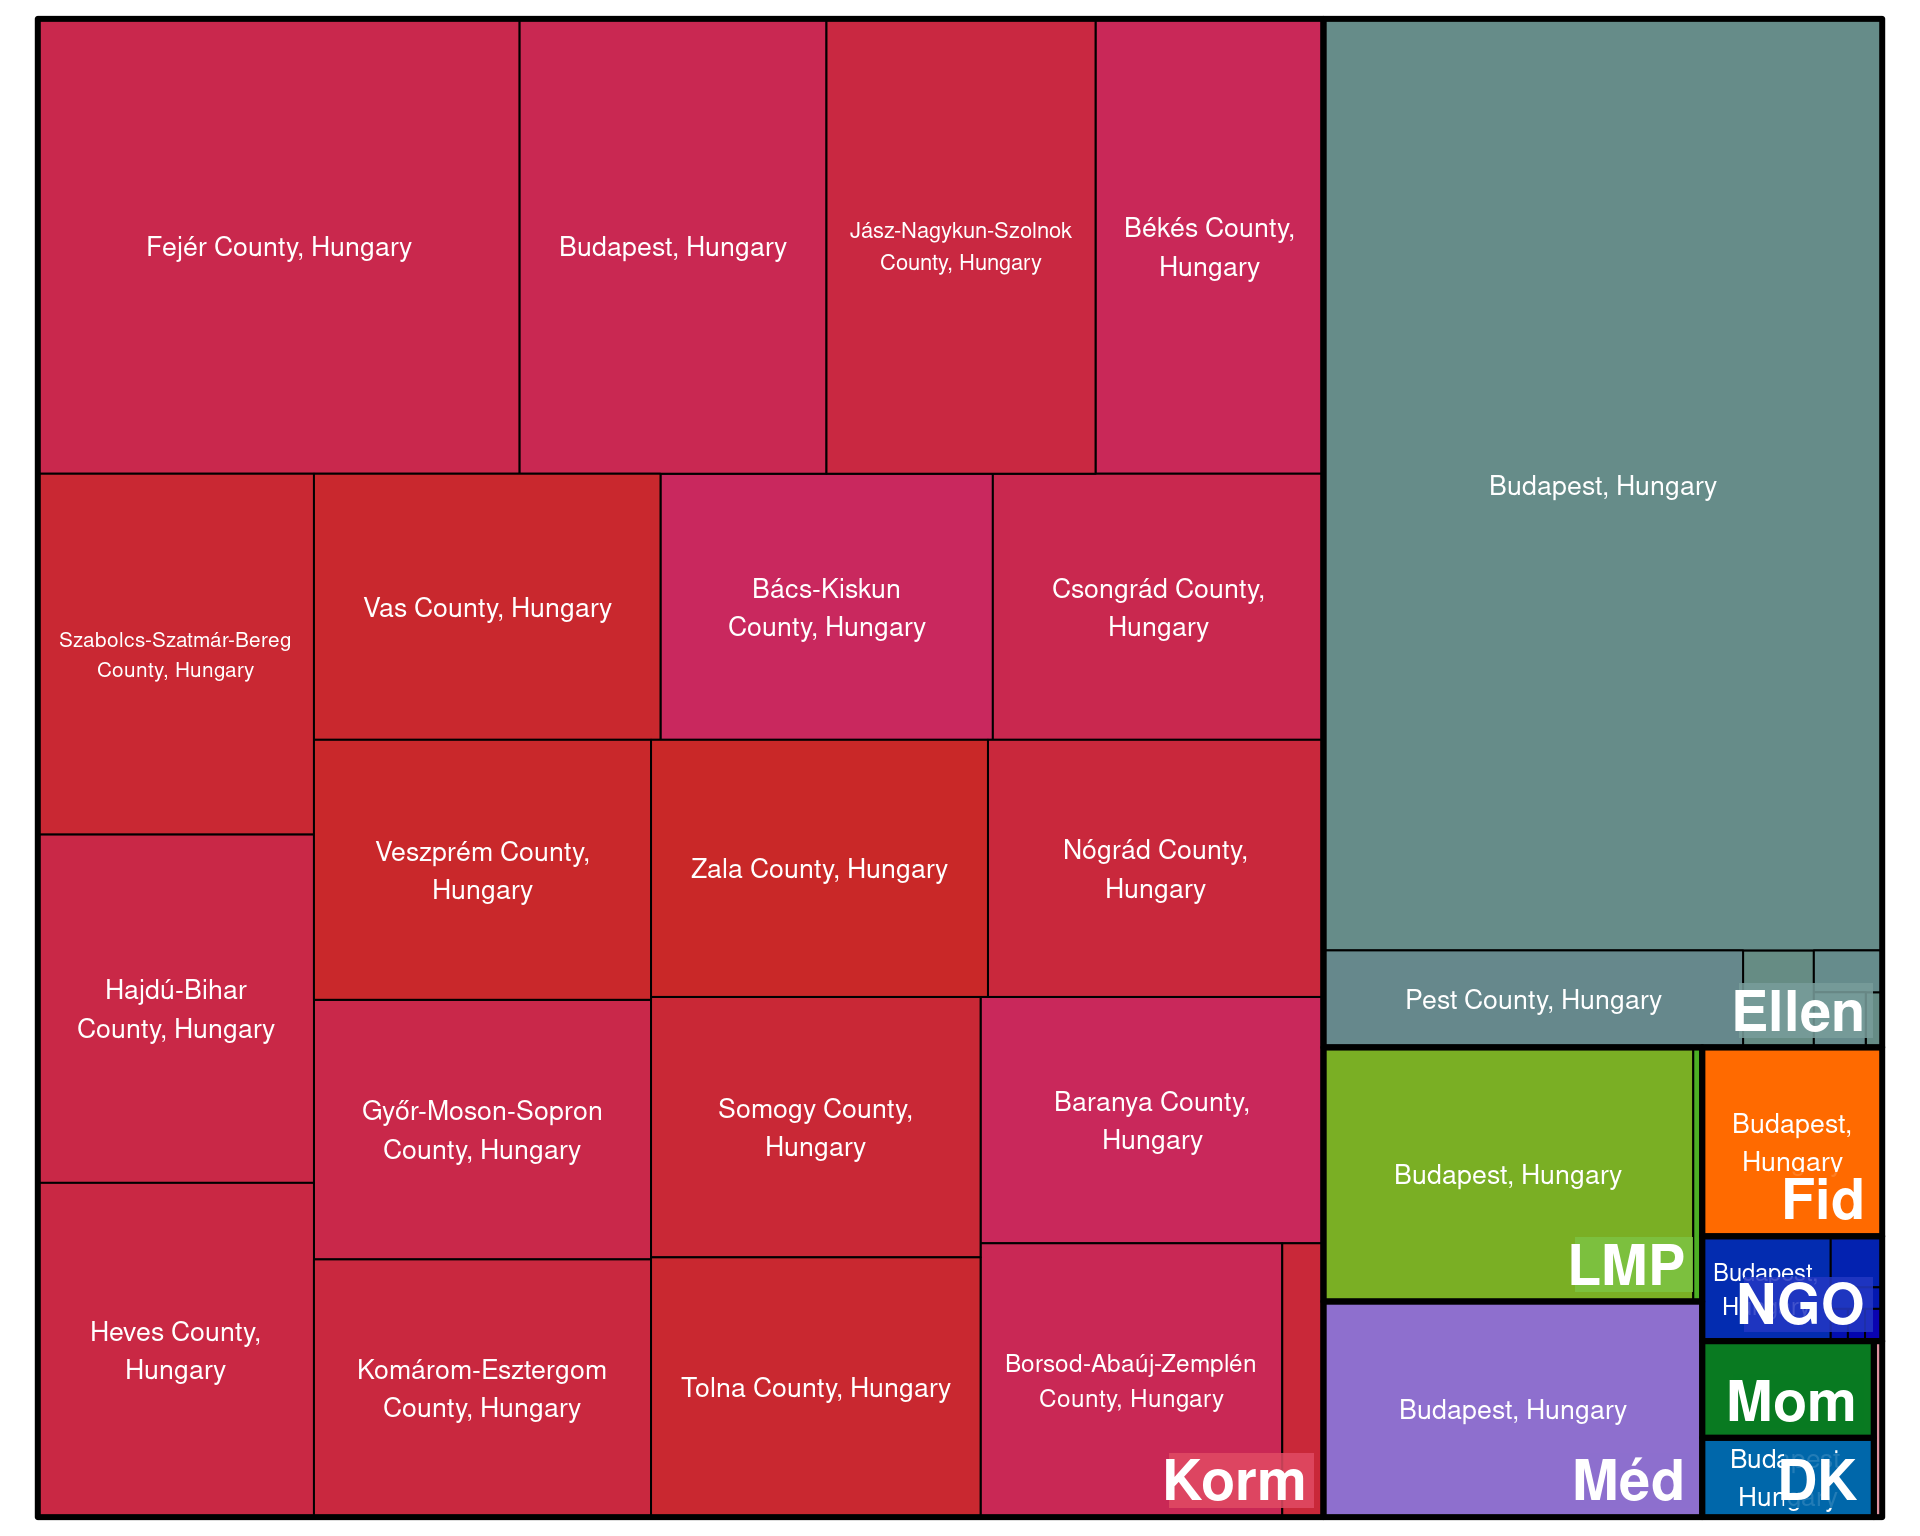 Fejér County, Hungary
Budapest, Hungary
Jász-Nagykun-Szolnok
County, Hungary
Békés County,
Hungary
Szabolcs-Szatmár-Bereg
County, Hungary
Vas County, Hungary
Bács-Kiskun
County, Hungary
Csongrád County,
Hungary
Veszprém County,
Hungary
Zala County, Hungary
Nógrád County,
Hungary
Hajdú-Bihar
County, Hungary
Győr-Moson-Sopron
County, Hungary
Somogy County,
Hungary
Baranya County,
Hungary
Heves County,
Hungary
Komárom-Esztergom
County, Hungary
Tolna County, Hungary
Borsod-Abaúj-Zemplén
County, Hungary
Korm
Budapest, Hungary
Pest County, Hungary
Ellen
Budapest, Hungary
LMP
Budapest,
Hungary
Fid
Budapest,
NGO
Budapest, Hungary
Méd
Mom
Budapest,
Hungary
DK